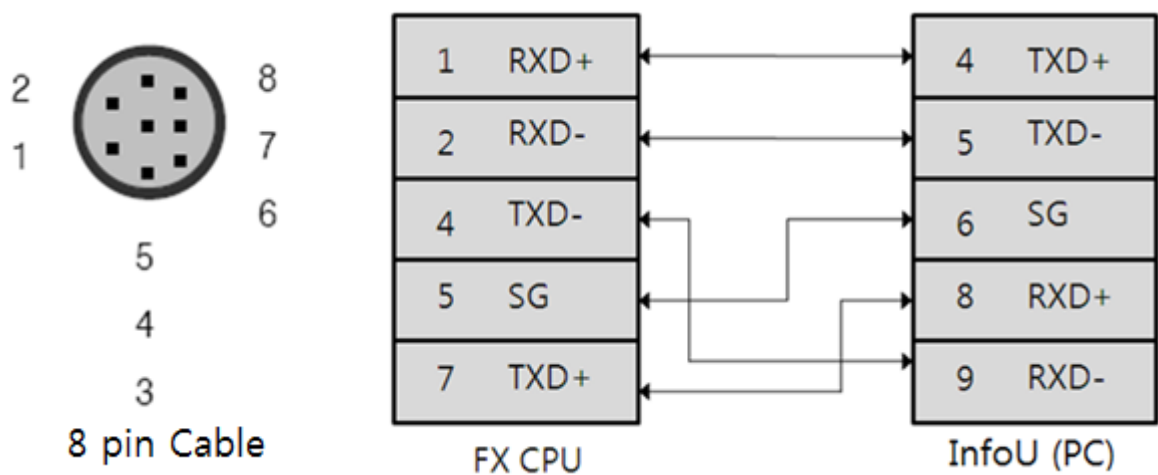 2
1
8
7
6
5
4
3
8 pin Cable
1 RXD+
2 RXD-
4 TXD-
5 SG
7 TXD+
FX CPU
4 TXD+
5 TXD-
6 SG
8 RXD+
9 RXD-
InfoU (PC)